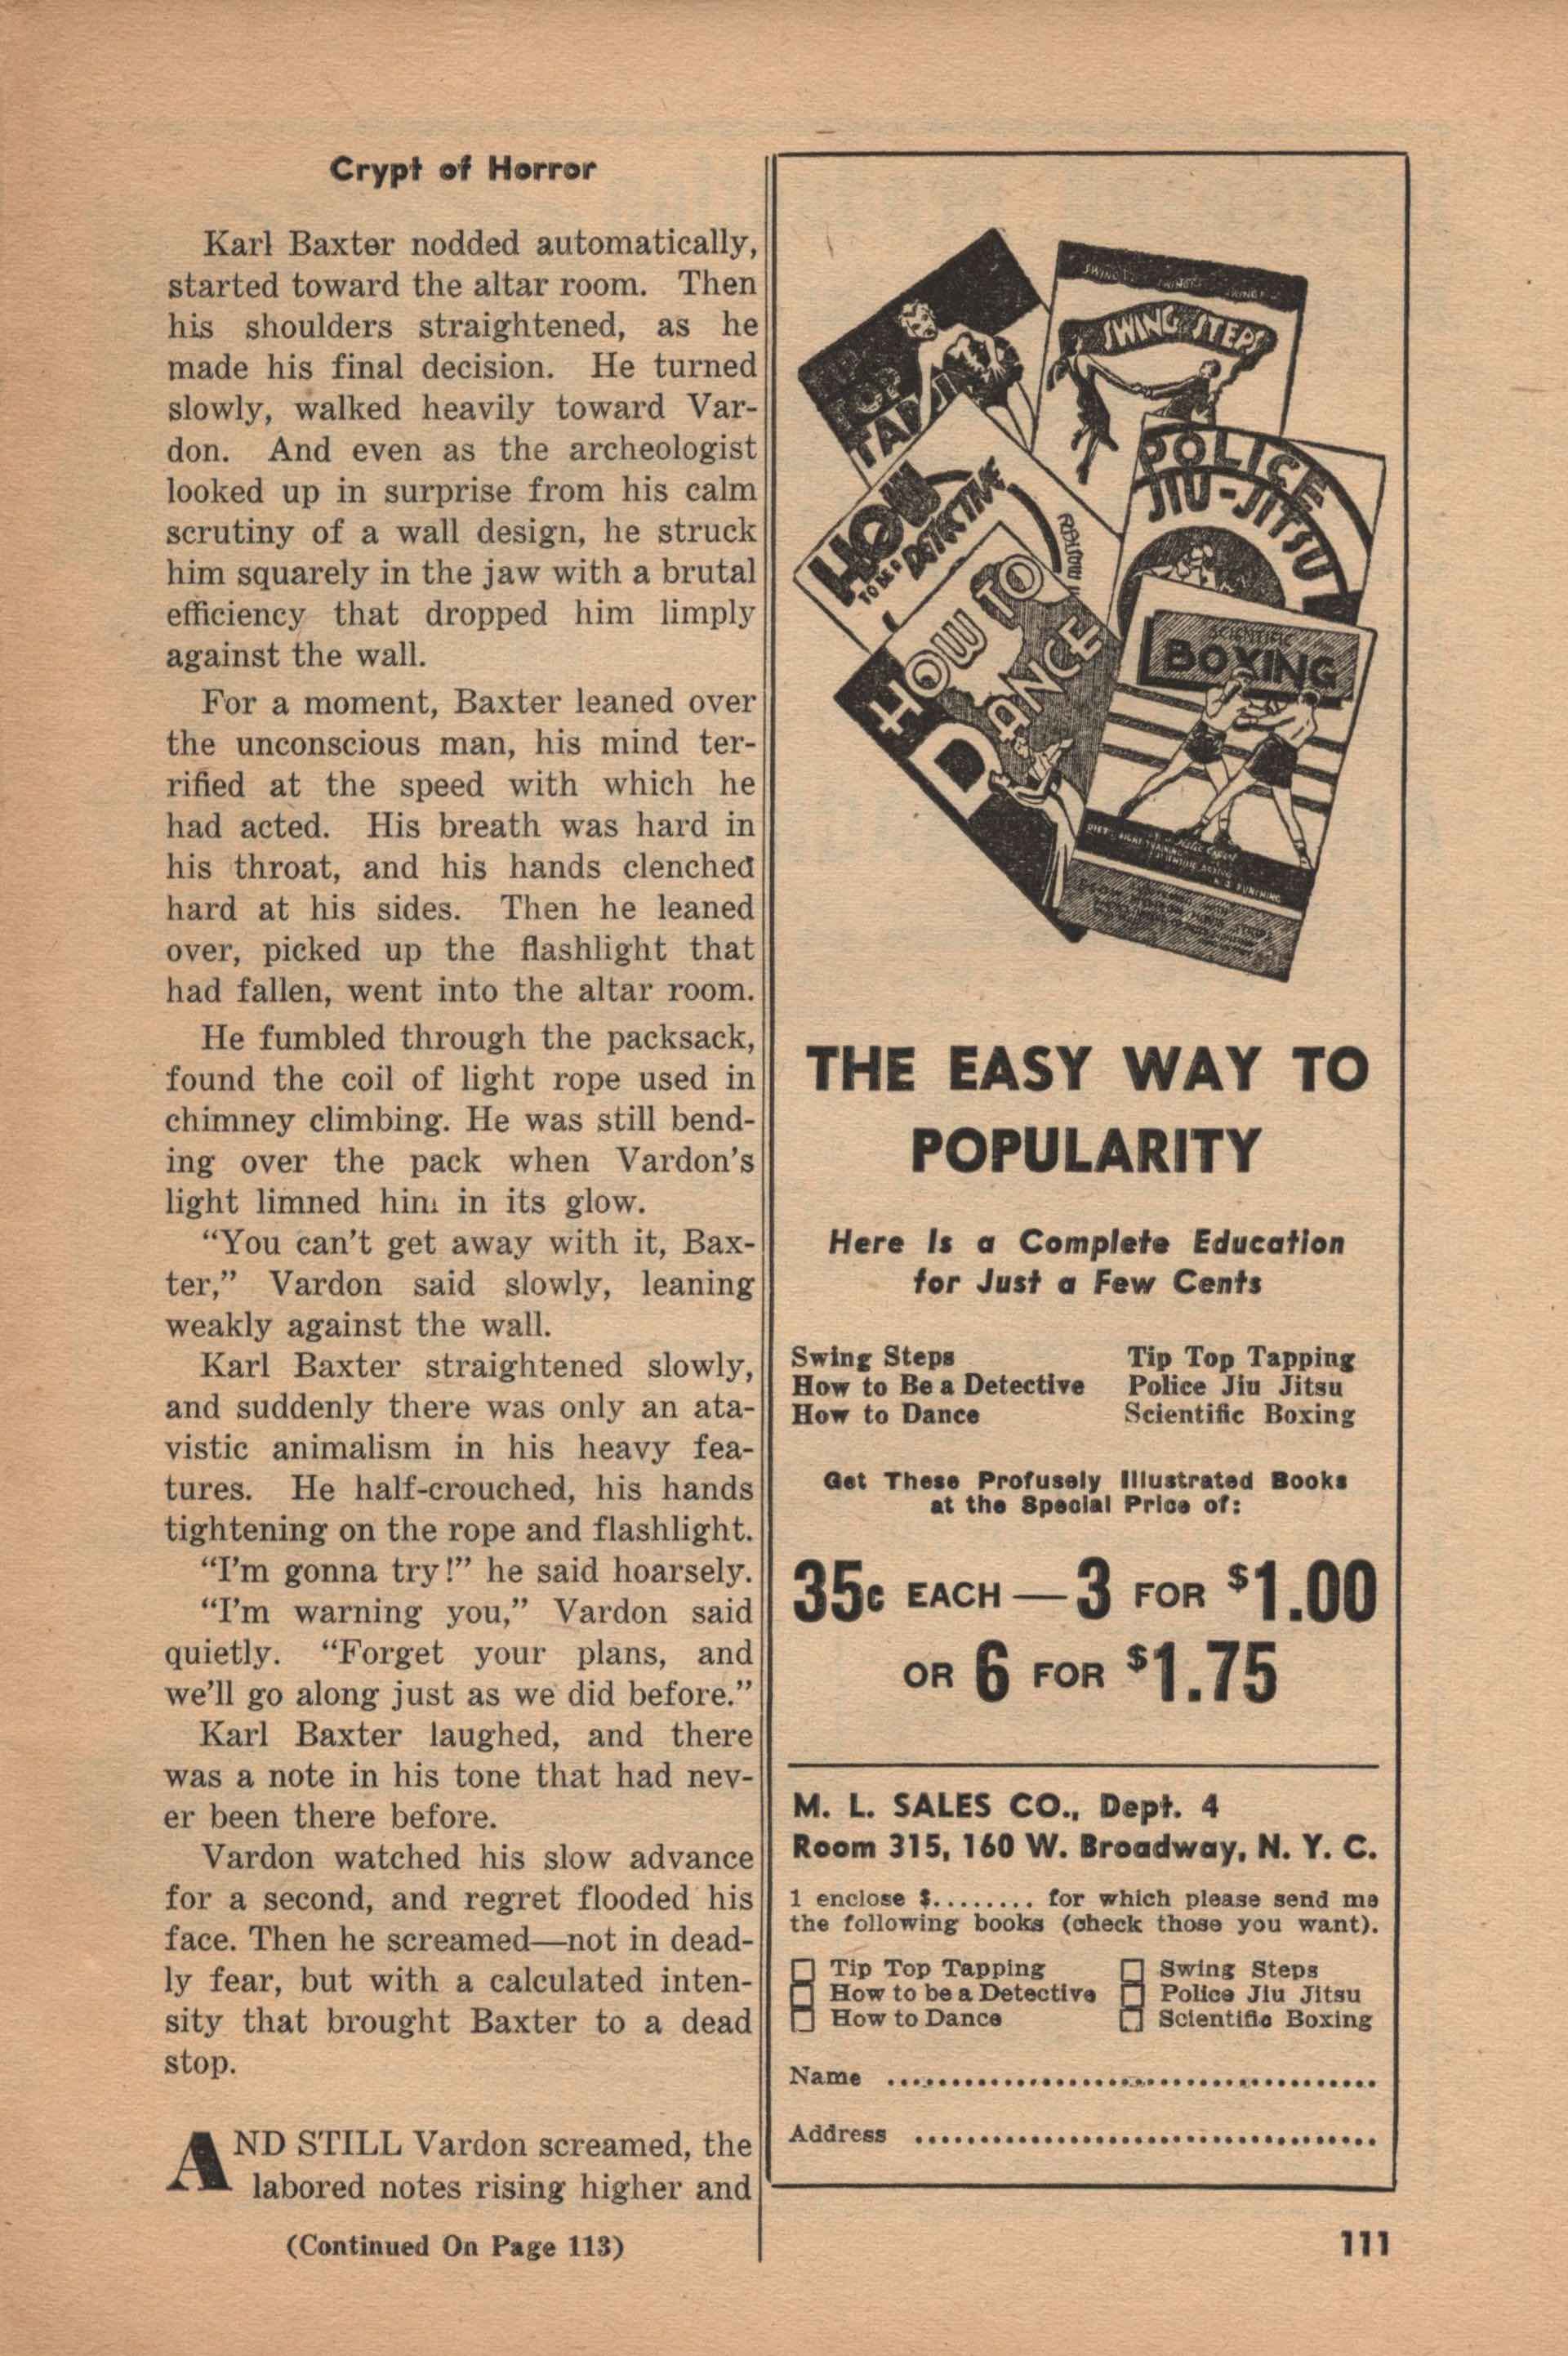 Crypt of Horror
Karl Baxter nodded automatically,
started toward the altar room. Then
his shoulders straightened, as he
made his final decision. He turned
slowly, walked heavily toward Var-
don. And even as the archeologist
looked up in surprise from his calm
scrutiny of a wall design, he struck
him squarely in the jaw with a brutal
efficiency that dropped him limply
against the wall.
For a moment, Baxter leaned over
the unconscious man, his mind ter-
rified at the speed with which he
had acted. His breath was hard in
his throat, and his hands clenched
hard at his sides. Then he leaned
over, picked up the flashlight that
had fallen, went into the altar room.
He fumbled through the packsack,
found the coil of light rope used in
chimney climbing. He was still bend-
ing over the pack when Vardon's
light limned him in its glow.
"You can't get away with it, Bax-
ter," Vardon said slowly, leaning
weakly against the wall.
Karl Baxter straightened slowly,
and suddenly there was only an ata-
vistic animalism in his heavy fea-
tures. He half-crouched, his hands
tightening on the rope and flashlight.
"I'm gonna try!" he said hoarsely.
"I'm warning you," Vardon said
quietly. "Forget your plans, and
we'll go along just as we did before."
Karl Baxter laughed, and there
was a note in his tone that had nev-
er been there before.
Vardon watched his slow advance
for a second, and regret flooded his
face. Then he screamed—not in dead-
ly fear, but with a calculated inten-
sity that brought Baxter to a dead
stop.
AND STILL Vardon screamed, the
labored notes rising higher and
(Continued On Page 113)
TIP TOP TAPPING
SWING STEPS
HOW
TO BE A DETECTIVE
POLICE
JIU-JITSU
HOW TO
DANCE
SCIENTIFIC
BOXING
THE EASY WAY TO
POPULARITY
Here Is a Complete Education
for Just a Few Cents
Swing Steps Tip Top Tapping
How to Be a Detective Police Jiu Jitsu
How to Dance Scientific Boxing
Get These Profusely Illustrated Books
at the Special Price of:
35c EACH — 3 FOR $1.00
OR 6 FOR $1.75
M. L. SALES CO., Dept. 4
Room 315, 160 W. Broadway, N. Y. C.
I enclose $........ for which please send me
the following books (check those you want).
☐ Tip Top Tapping ☐ Swing Steps
☐ How to be a Detective ☐ Police Jiu Jitsu
☐ How to Dance ☐ Scientific Boxing
Name ......................................
Address ....................................
111